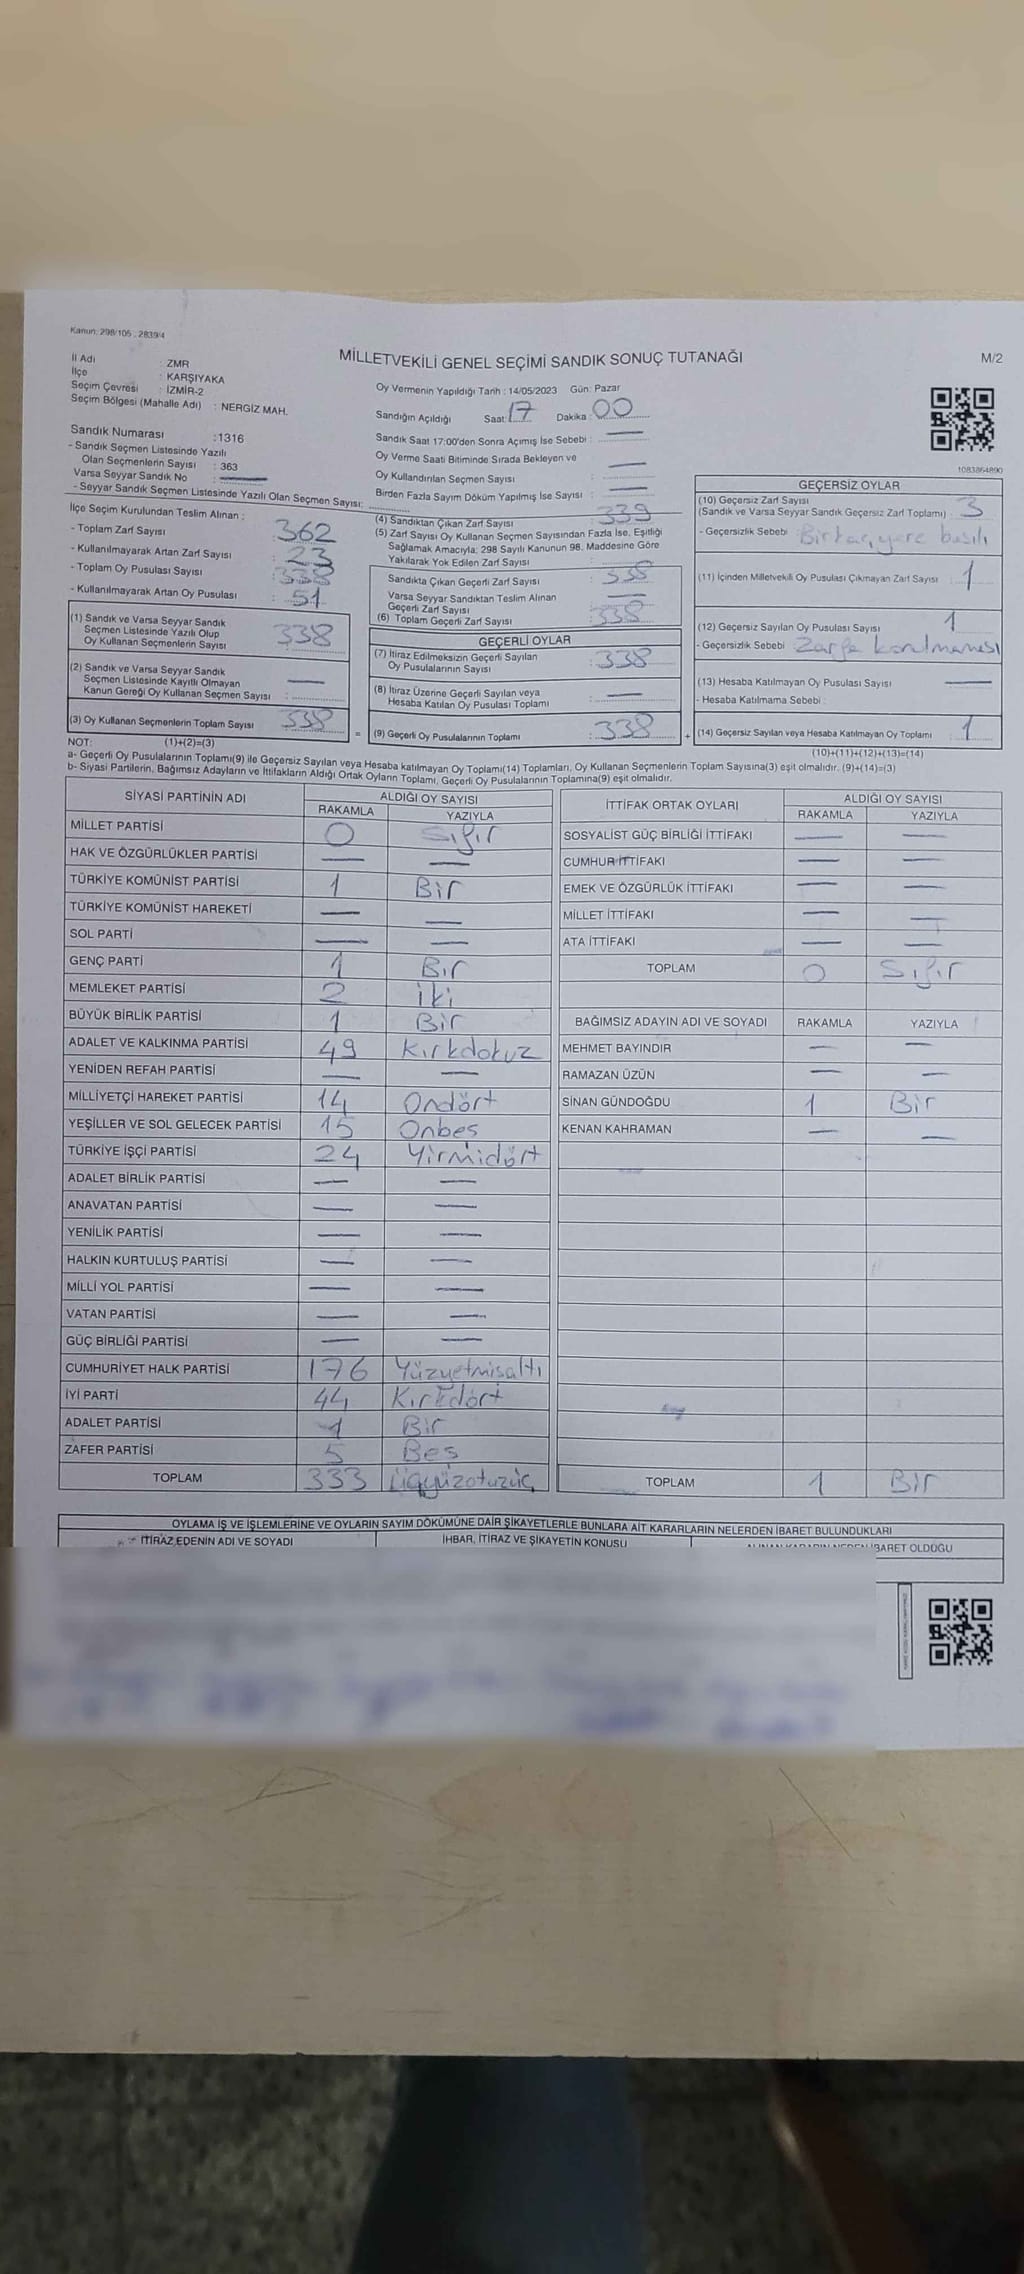 Kanun: 298/105 , 2839/4
MİLLETVEKİLİ GENEL SEÇİMİ SANDIK SONUÇ TUTANAĞI
M/2
İl Adı : ZMR
İlçe : KARŞIYAKA
Seçim Çevresi : İZMİR-2
Seçim Bölgesi (Mahalle Adı) : NERGİZ MAH.
Sandık Numarası :1316
- Sandık Seçmen Listesinde Yazılı
Olan Seçmenlerin Sayısı : 363
Varsa Seyyar Sandık No : —
- Seyyar Sandık Seçmen Listesinde Yazılı Olan Seçmen Sayısı:
Oy Vermenin Yapıldığı Tarih : 14/05/2023 Gün: Pazar
Sandığın Açıldığı Saat: 17 Dakika : 00
Sandık Saat 17:00'den Sonra Açımış İse Sebebi : —
Oy Verme Saati Bitiminde Sırada Bekleyen ve
Oy Kullandırılan Seçmen Sayısı : —
Birden Fazla Sayım Döküm Yapılmış İse Sayısı : —
1083864890
İlçe Seçim Kurulundan Teslim Alınan :
- Toplam Zarf Sayısı : 362
- Kullanılmayarak Artan Zarf Sayısı : 23
- Toplam Oy Pusulası Sayısı : 338
- Kullanılmayarak Artan Oy Pusulası : 51
(1) Sandık ve Varsa Seyyar Sandık
Seçmen Listesinde Yazılı Olup
Oy Kullanan Seçmenlerin Sayısı : 338
(2) Sandık ve Varsa Seyyar Sandık
Seçmen Listesinde Kayıtlı Olmayan
Kanun Gereği Oy Kullanan Seçmen Sayısı : —
(3) Oy Kullanan Seçmenlerin Toplam Sayısı : 338
(4) Sandıktan Çıkan Zarf Sayısı : 339
(5) Zarf Sayısı Oy Kullanan Seçmen Sayısından Fazla İse, Eşitliği
Sağlamak Amacıyla; 298 Sayılı Kanunun 98. Maddesine Göre
Yakılarak Yok Edilen Zarf Sayısı
Sandıkta Çıkan Geçerli Zarf Sayısı : 338
Varsa Seyyar Sandıktan Teslim Alınan
Geçerli Zarf Sayısı : —
(6) Toplam Geçerli Zarf Sayısı : 338
GEÇERLİ OYLAR
(7) İtiraz Edilmeksizin Geçerli Sayılan
Oy Pusulalarının Sayısı : 338
(8) İtiraz Üzerine Geçerli Sayılan veya
Hesaba Katılan Oy Pusulası Toplamı : —
= (9) Geçerli Oy Pusulalarının Toplamı : 338
GEÇERSİZ OYLAR
(10) Geçersiz Zarf Sayısı
(Sandık ve Varsa Seyyar Sandık Geçersiz Zarf Toplamı) : 3
- Geçersizlik Sebebi : Birkaç yere basılı
(11) İçinden Milletvekili Oy Pusulası Çıkmayan Zarf Sayısı : 1
(12) Geçersiz Sayılan Oy Pusulası Sayısı : 1
- Geçersizlik Sebebi : Zarfa konulmaması
(13) Hesaba Katılmayan Oy Pusulası Sayısı : —
- Hesaba Katılmama Sebebi :
+ (14) Geçersiz Sayılan veya Hesaba Katılmayan Oy Toplamı : 1
NOT: (1)+(2)=(3)
(10)+(11)+(12)+(13)=(14)
a- Geçerli Oy Pusulalarının Toplamı(9) ile Geçersiz Sayılan veya Hesaba katılmayan Oy Toplamı(14) Toplamları, Oy Kullanan Seçmenlerin Toplam Sayısına(3) eşit olmalıdır. (9)+(14)=(3)
b- Siyasi Partilerin, Bağımsız Adayların ve İttifakların Aldığı Ortak Oyların Toplamı, Geçerli Oy Pusulalarının Toplamına(9) eşit olmalıdır.
SİYASİ PARTİNİN ADI ALDIĞI OY SAYISI
RAKAMLA YAZIYLA
MİLLET PARTİSİ 0 Sıfır
HAK VE ÖZGÜRLÜKLER PARTİSİ — —
TÜRKİYE KOMÜNİST PARTİSİ 1 Bir
TÜRKİYE KOMÜNİST HAREKETİ — —
SOL PARTİ — —
GENÇ PARTİ 1 Bir
MEMLEKET PARTİSİ 2 iki
BÜYÜK BİRLİK PARTİSİ 1 Bir
ADALET VE KALKINMA PARTİSİ 49 Kırkdokuz
YENİDEN REFAH PARTİSİ — —
MİLLİYETÇİ HAREKET PARTİSİ 14 Ondört
YEŞİLLER VE SOL GELECEK PARTİSİ 15 Onbeş
TÜRKİYE İŞÇİ PARTİSİ 24 Yirmidört
ADALET BİRLİK PARTİSİ — —
ANAVATAN PARTİSİ — —
YENİLİK PARTİSİ — —
HALKIN KURTULUŞ PARTİSİ — —
MİLLİ YOL PARTİSİ — —
VATAN PARTİSİ — —
GÜÇ BİRLİĞİ PARTİSİ — —
CUMHURİYET HALK PARTİSİ 176 Yüzyetmişaltı
İYİ PARTİ 44 Kırkdört
ADALET PARTİSİ 1 Bir
ZAFER PARTİSİ 5 Beş
TOPLAM 333 Üçyüzotuzüç
İTTİFAK ORTAK OYLARI ALDIĞI OY SAYISI
RAKAMLA YAZIYLA
SOSYALİST GÜÇ BİRLİĞİ İTTİFAKI — —
CUMHUR İTTİFAKI — —
EMEK VE ÖZGÜRLÜK İTTİFAKI — —
MİLLET İTTİFAKI — —
ATA İTTİFAKI — —
TOPLAM 0 Sıfır
BAĞIMSIZ ADAYIN ADI VE SOYADI RAKAMLA YAZIYLA
MEHMET BAYINDIR — —
RAMAZAN ÜZÜN — —
SİNAN GÜNDOĞDU 1 Bir
KENAN KAHRAMAN — —
TOPLAM 1 Bir
OYLAMA İŞ VE İŞLEMLERİNE VE OYLARIN SAYIM DÖKÜMÜNE DAİR ŞİKAYETLERLE BUNLARA AİT KARARLARIN NELERDEN İBARET BULUNDUKLARI
İTİRAZ EDENİN ADI VE SOYADI
İHBAR, İTİRAZ VE ŞİKAYETİN KONUSU
İBARET OLDUĞU